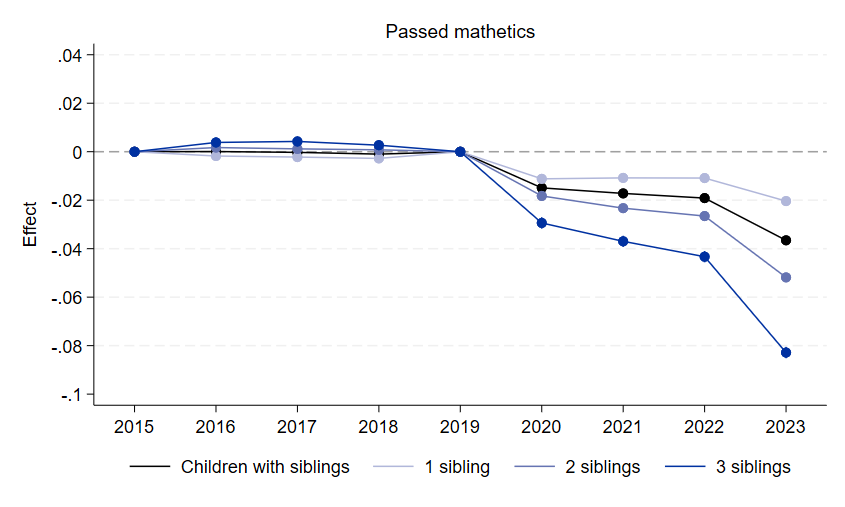 Passed mathetics
.04
.02
0
-.02
-.04
-.06
-.08
-.1
Effect
2015 2016 2017 2018 2019 2020 2021 2022 2023
Children with siblings 1 sibling 2 siblings 3 siblings